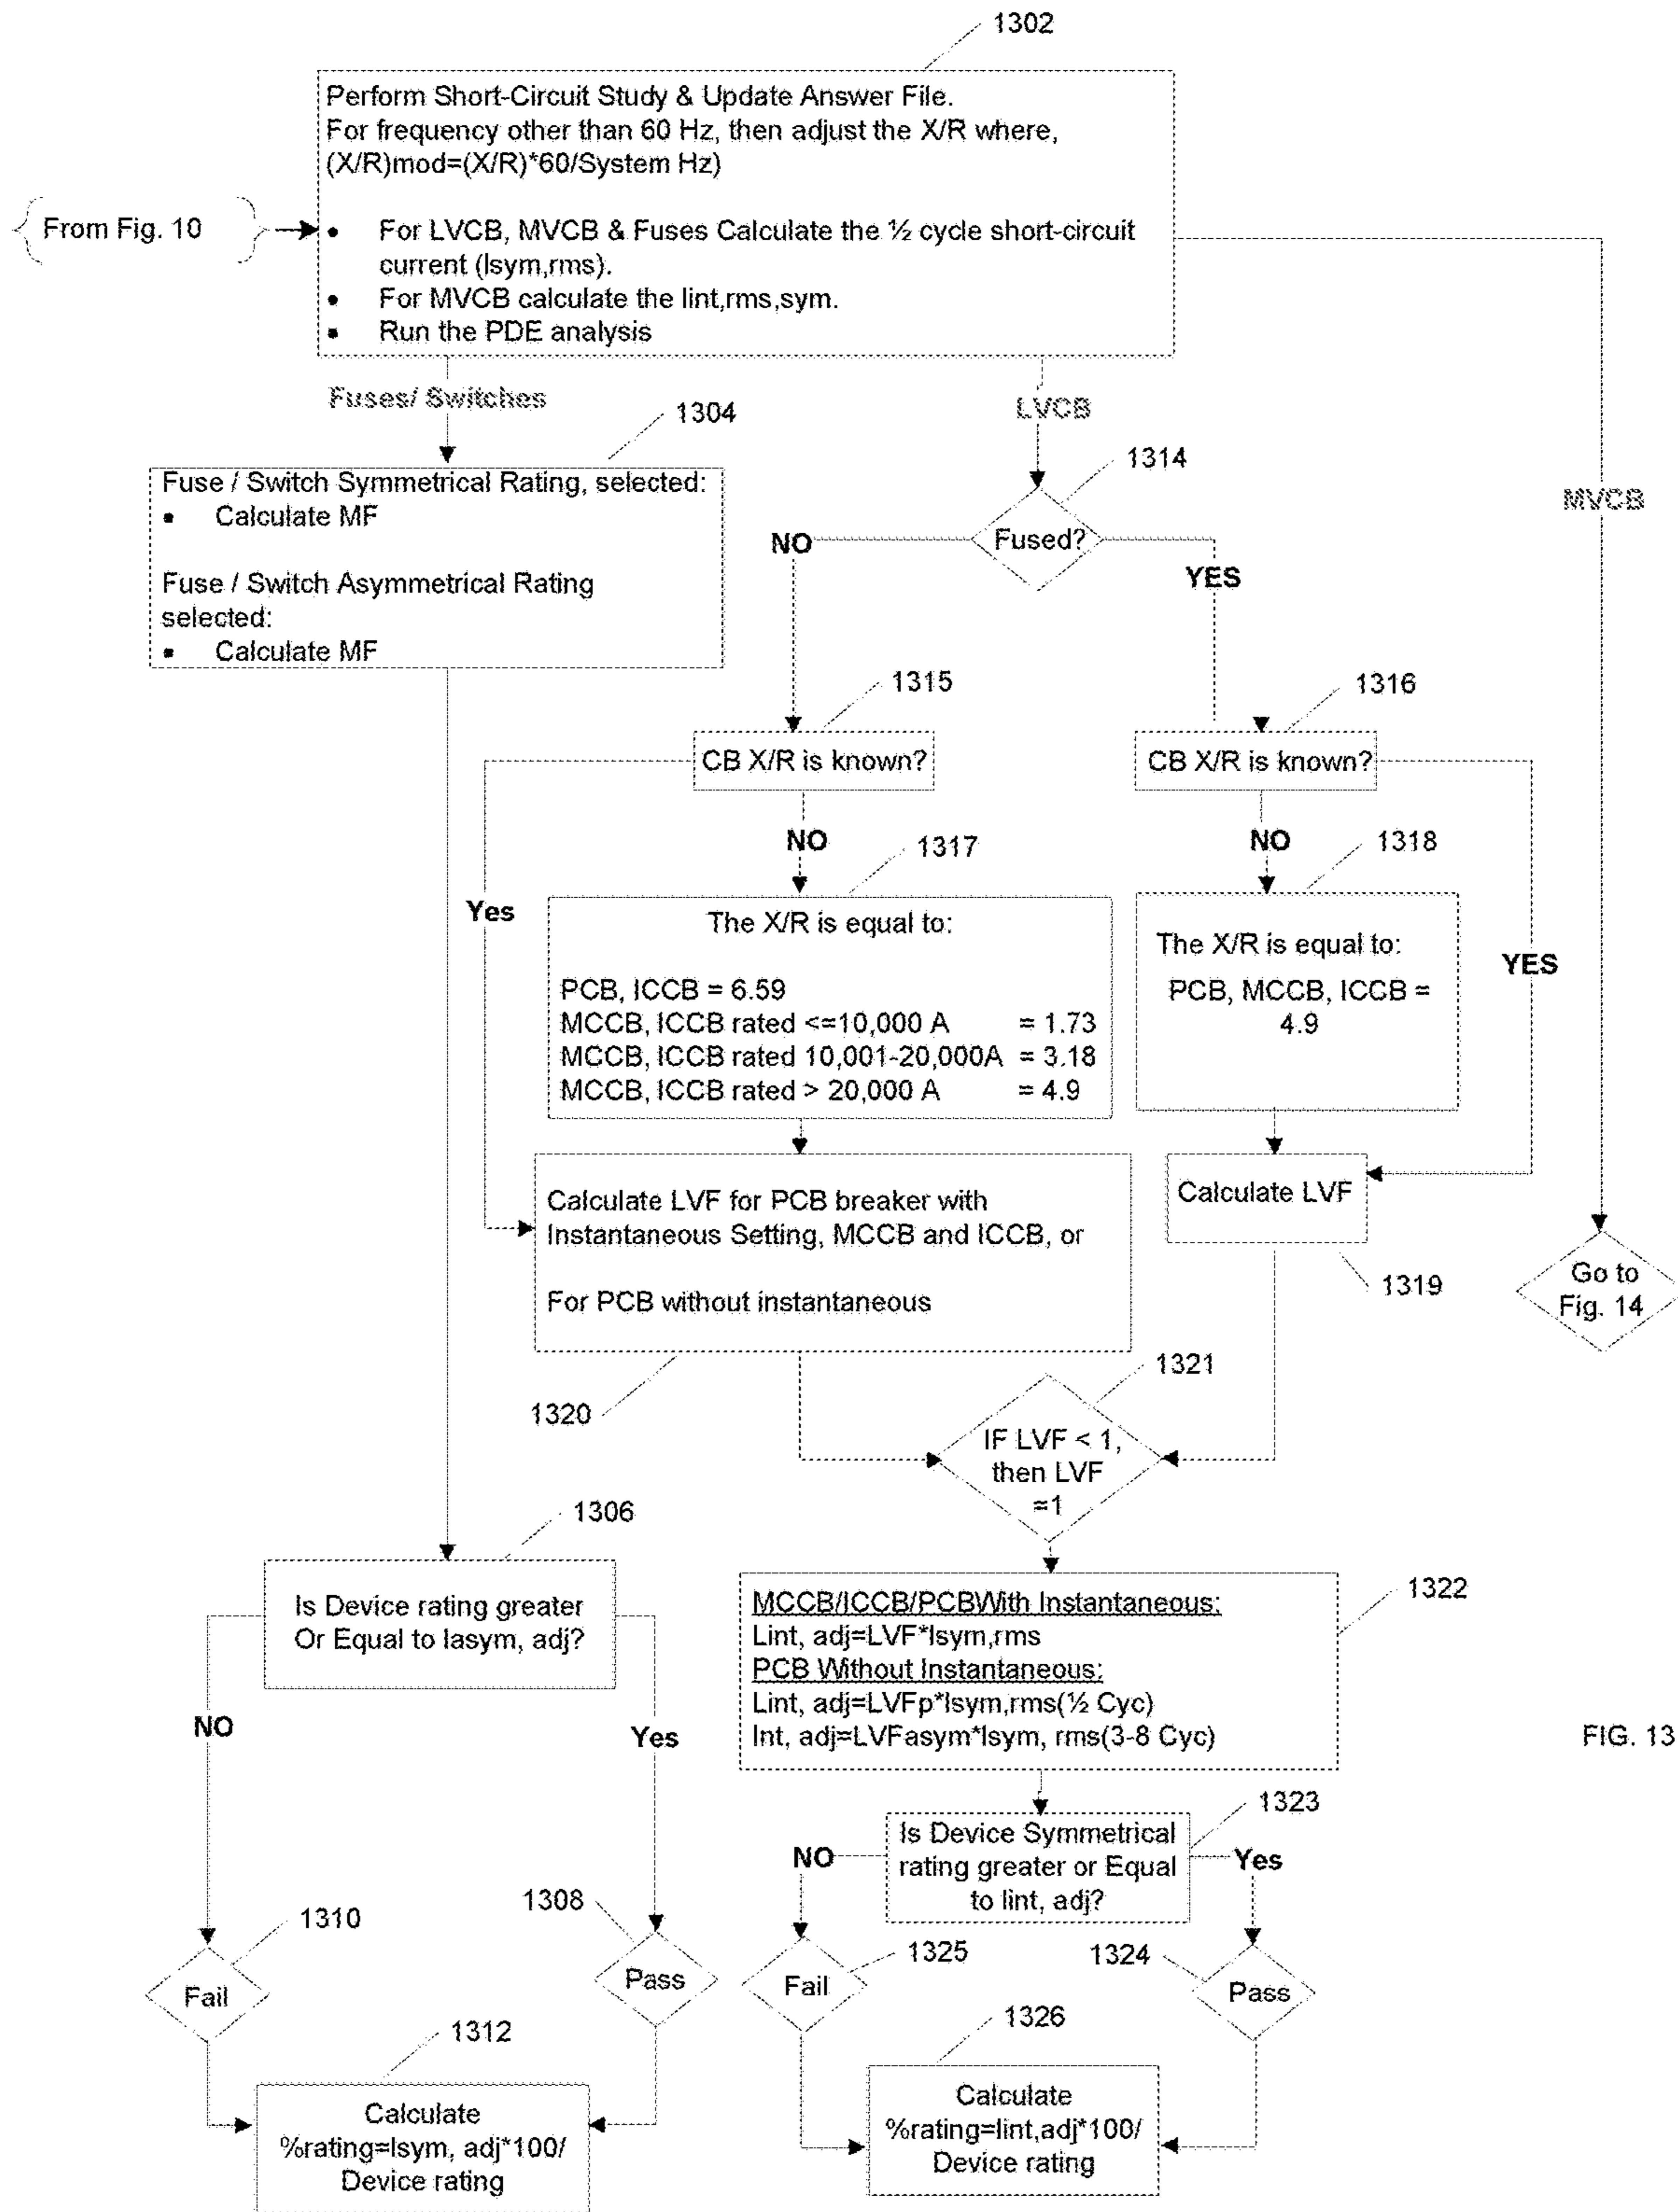 1302
Perform Short-Circuit Study & Update Answer File.
For frequency other than 60 Hz, then adjust the X/R where,
(X/R)mod=(X/R)*60/System Hz)
From Fig. 10
• For LVCB, MVCB & Fuses Calculate the ½ cycle short-circuit
current (Isym,rms).
• For MVCB calculate the Iint,rms,sym.
• Run the PDE analysis
Fuses/ Switches
LVCB
MVCB
1304
Fuse / Switch Symmetrical Rating, selected:
• Calculate MF
Fuse / Switch Asymmetrical Rating
selected:
• Calculate MF
1314
Fused?
NO
YES
1315
CB X/R is known?
1316
CB X/R is known?
NO
1317
NO
1318
Yes
The X/R is equal to:
PCB, ICCB = 6.59
MCCB, ICCB rated <=10,000 A = 1.73
MCCB, ICCB rated 10,001-20,000A = 3.18
MCCB, ICCB rated > 20,000 A = 4.9
The X/R is equal to:
PCB, MCCB, ICCB =
4.9
YES
Calculate LVF for PCB breaker with
Instantaneous Setting, MCCB and ICCB, or
For PCB without instantaneous
Calculate LVF
1319
Go to
Fig. 14
1320
1321
IF LVF < 1,
then LVF
=1
1306
Is Device rating greater
Or Equal to Iasym, adj?
NO
Yes
1322
MCCB/ICCB/PCBWith Instantaneous:
Lint, adj=LVF*Isym,rms
PCB Without Instantaneous:
Lint, adj=LVFp*Isym,rms(½ Cyc)
Int, adj=LVFasym*Isym, rms(3-8 Cyc)
FIG. 13
1323
Is Device Symmetrical
rating greater or Equal
to Iint, adj?
NO
Yes
1310
Fail
1308
Pass
1325
Fail
1324
Pass
1312
Calculate
%rating=Isym, adj*100/
Device rating
1326
Calculate
%rating=Iint,adj*100/
Device rating